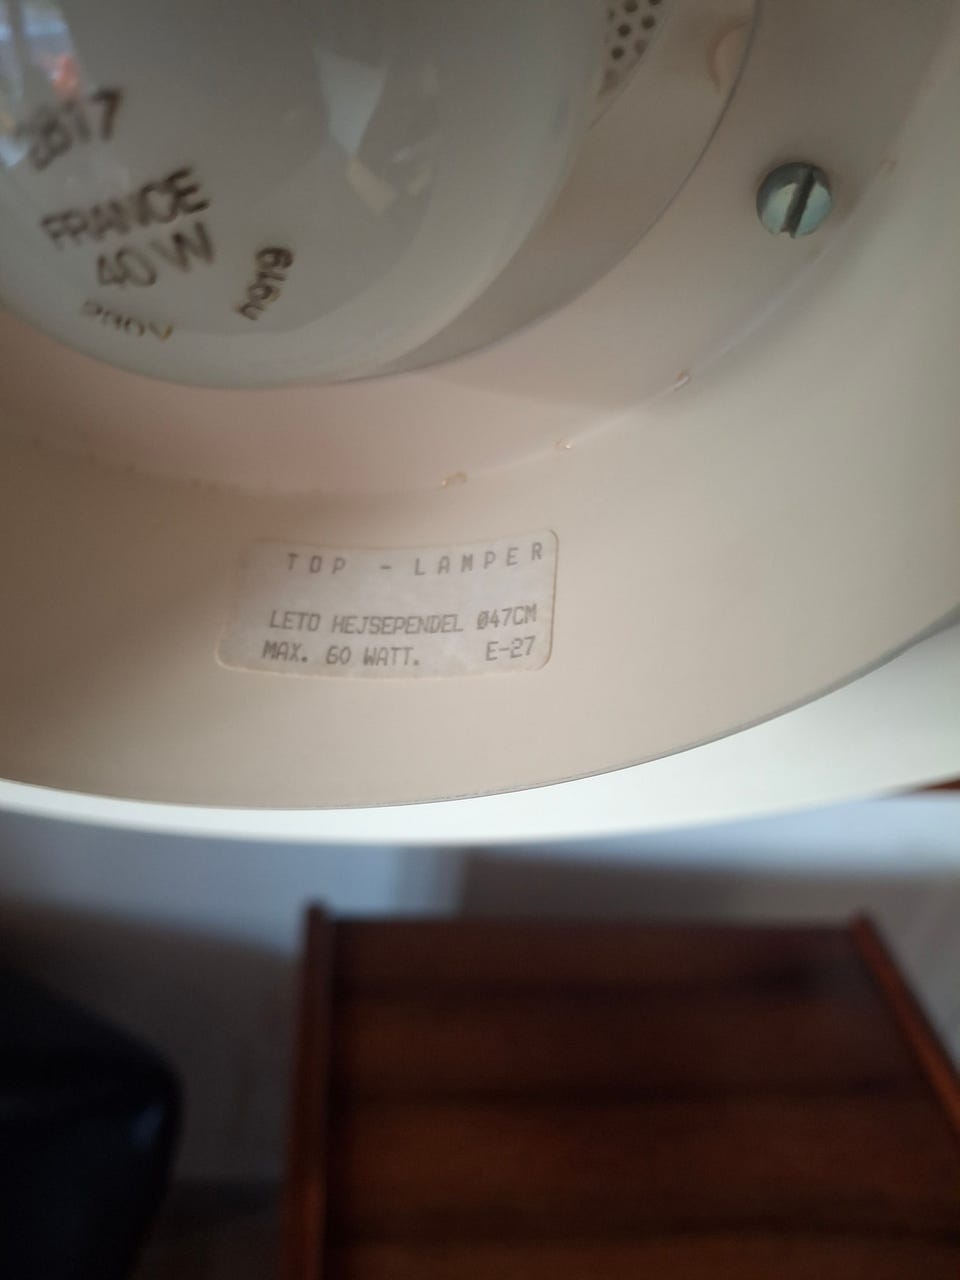 FRANCE
40 W
TOP - LAMPER
LETO HEJSEPENDEL Ø47CM
MAX. 60 WATT. E-27